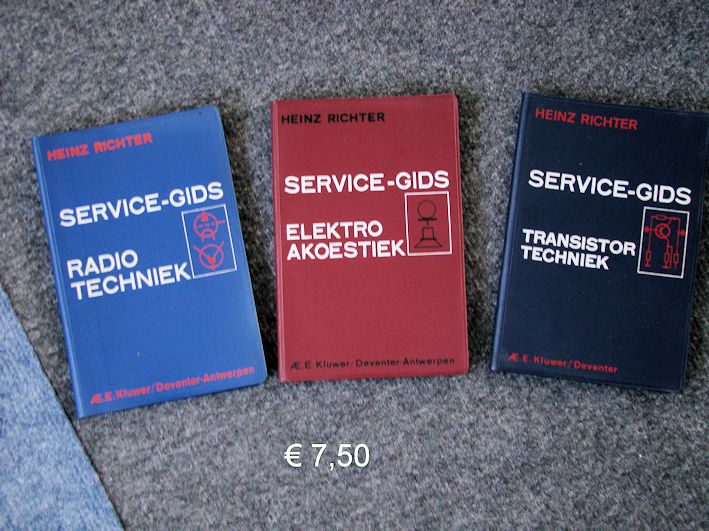 HEINZ RICHTER
SERVICE-GIDS
RADIO
TECHNIEK
Æ.E. Kluwer/Deventer-Antwerpen
HEINZ RICHTER
SERVICE-GIDS
ELEKTRO
AKOESTIEK
Æ.E. Kluwer/Deventer-Antwerpen
HEINZ RICHTER
SERVICE-GIDS
TRANSISTOR
TECHNIEK
Æ.E. Kluwer/Deventer
€ 7,50